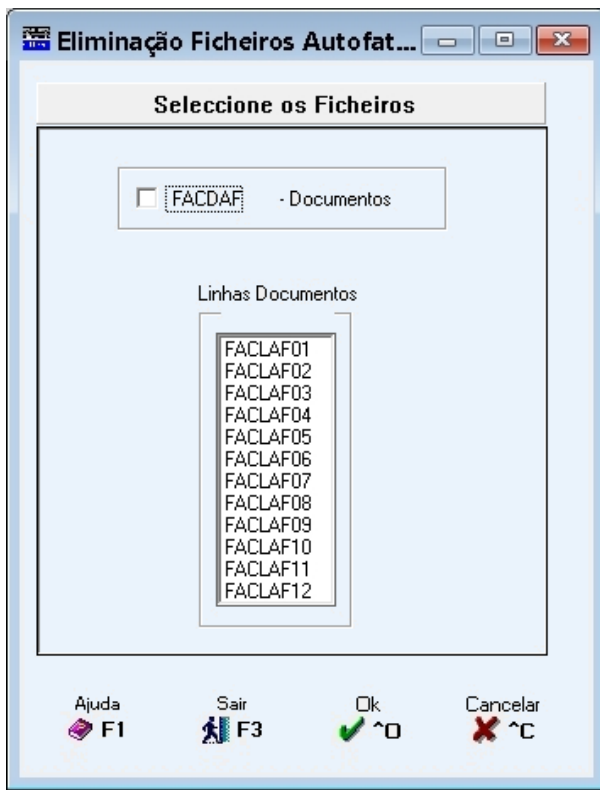 Eliminação Ficheiros Autofat...
Seleccione os Ficheiros
FACDAF - Documentos
Linhas Documentos
FACLAF01
FACLAF02
FACLAF03
FACLAF04
FACLAF05
FACLAF06
FACLAF07
FACLAF08
FACLAF09
FACLAF10
FACLAF11
FACLAF12
Ajuda Sair Ok Cancelar
F1 F3 ^O ^C